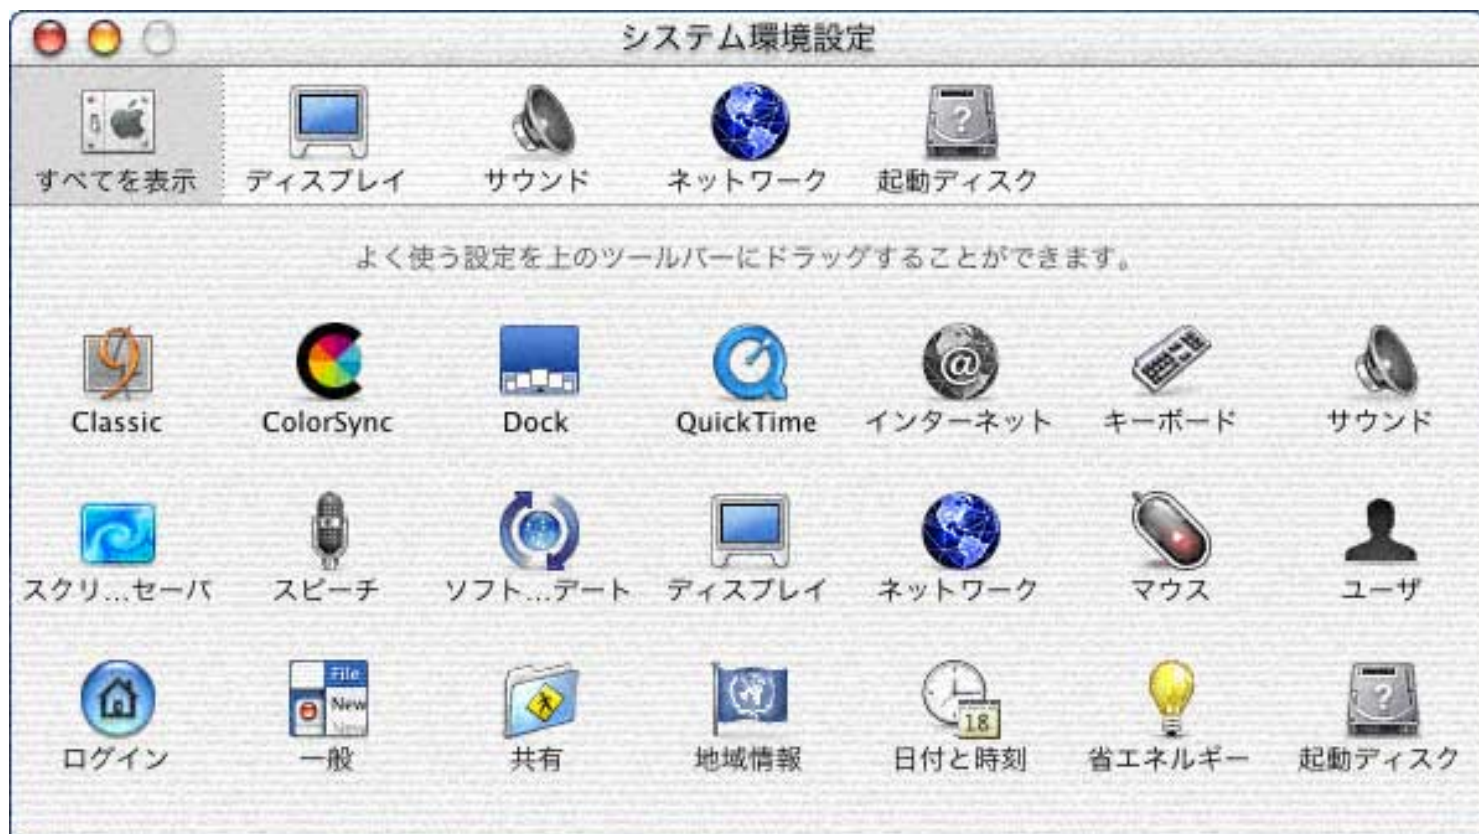 システム環境設定
すべてを表示 ディスプレイ サウンド ネットワーク 起動ディスク
よく使う設定を上のツールバーにドラッグすることができます。
9 @
Classic ColorSync Dock QuickTime インターネット キーボード サウンド
スクリ...セーバ スピーチ ソフト...デート ディスプレイ ネットワーク マウス ユーザ
File
New
18
ログイン 一般 共有 地域情報 日付と時刻 省エネルギー 起動ディスク